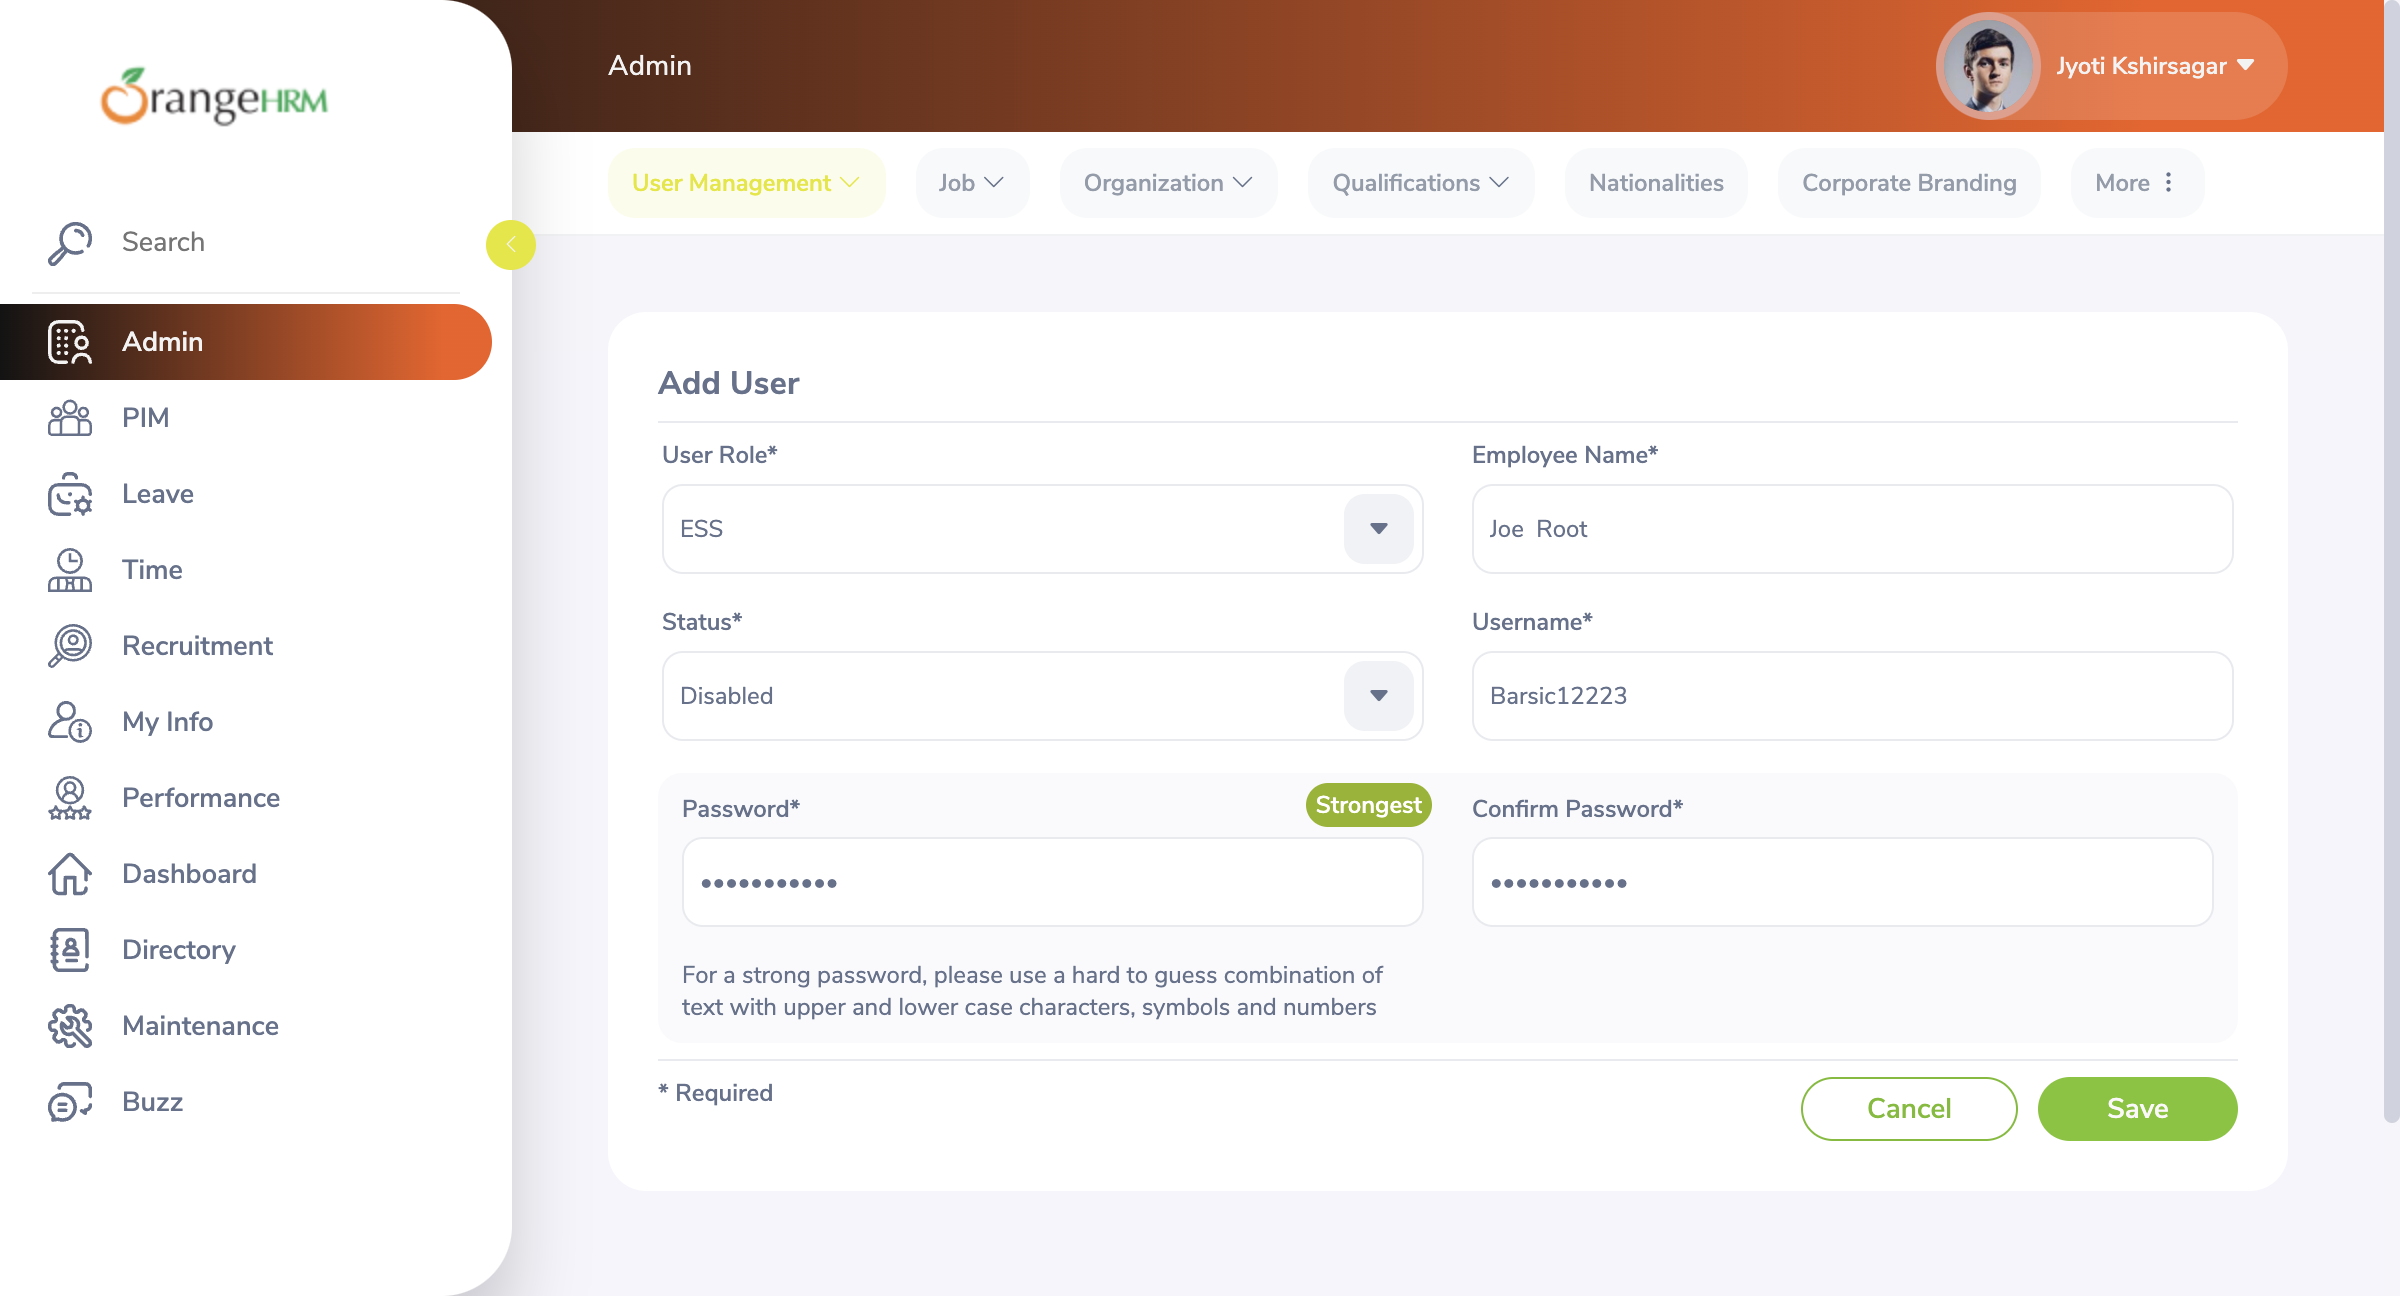 OrangeHRM
Admin
Jyoti Kshirsagar
User Management
Job
Organization
Qualifications
Nationalities
Corporate Branding
More
Search
Admin
PIM
Leave
Time
Recruitment
My Info
Performance
Dashboard
Directory
Maintenance
Buzz
Add User
User Role*
Employee Name*
ESS
Joe  Root
Status*
Username*
Disabled
Barsic12223
Password*
Strongest
Confirm Password*
•••••••••••
•••••••••••
For a strong password, please use a hard to guess combination of
text with upper and lower case characters, symbols and numbers
* Required
Cancel
Save